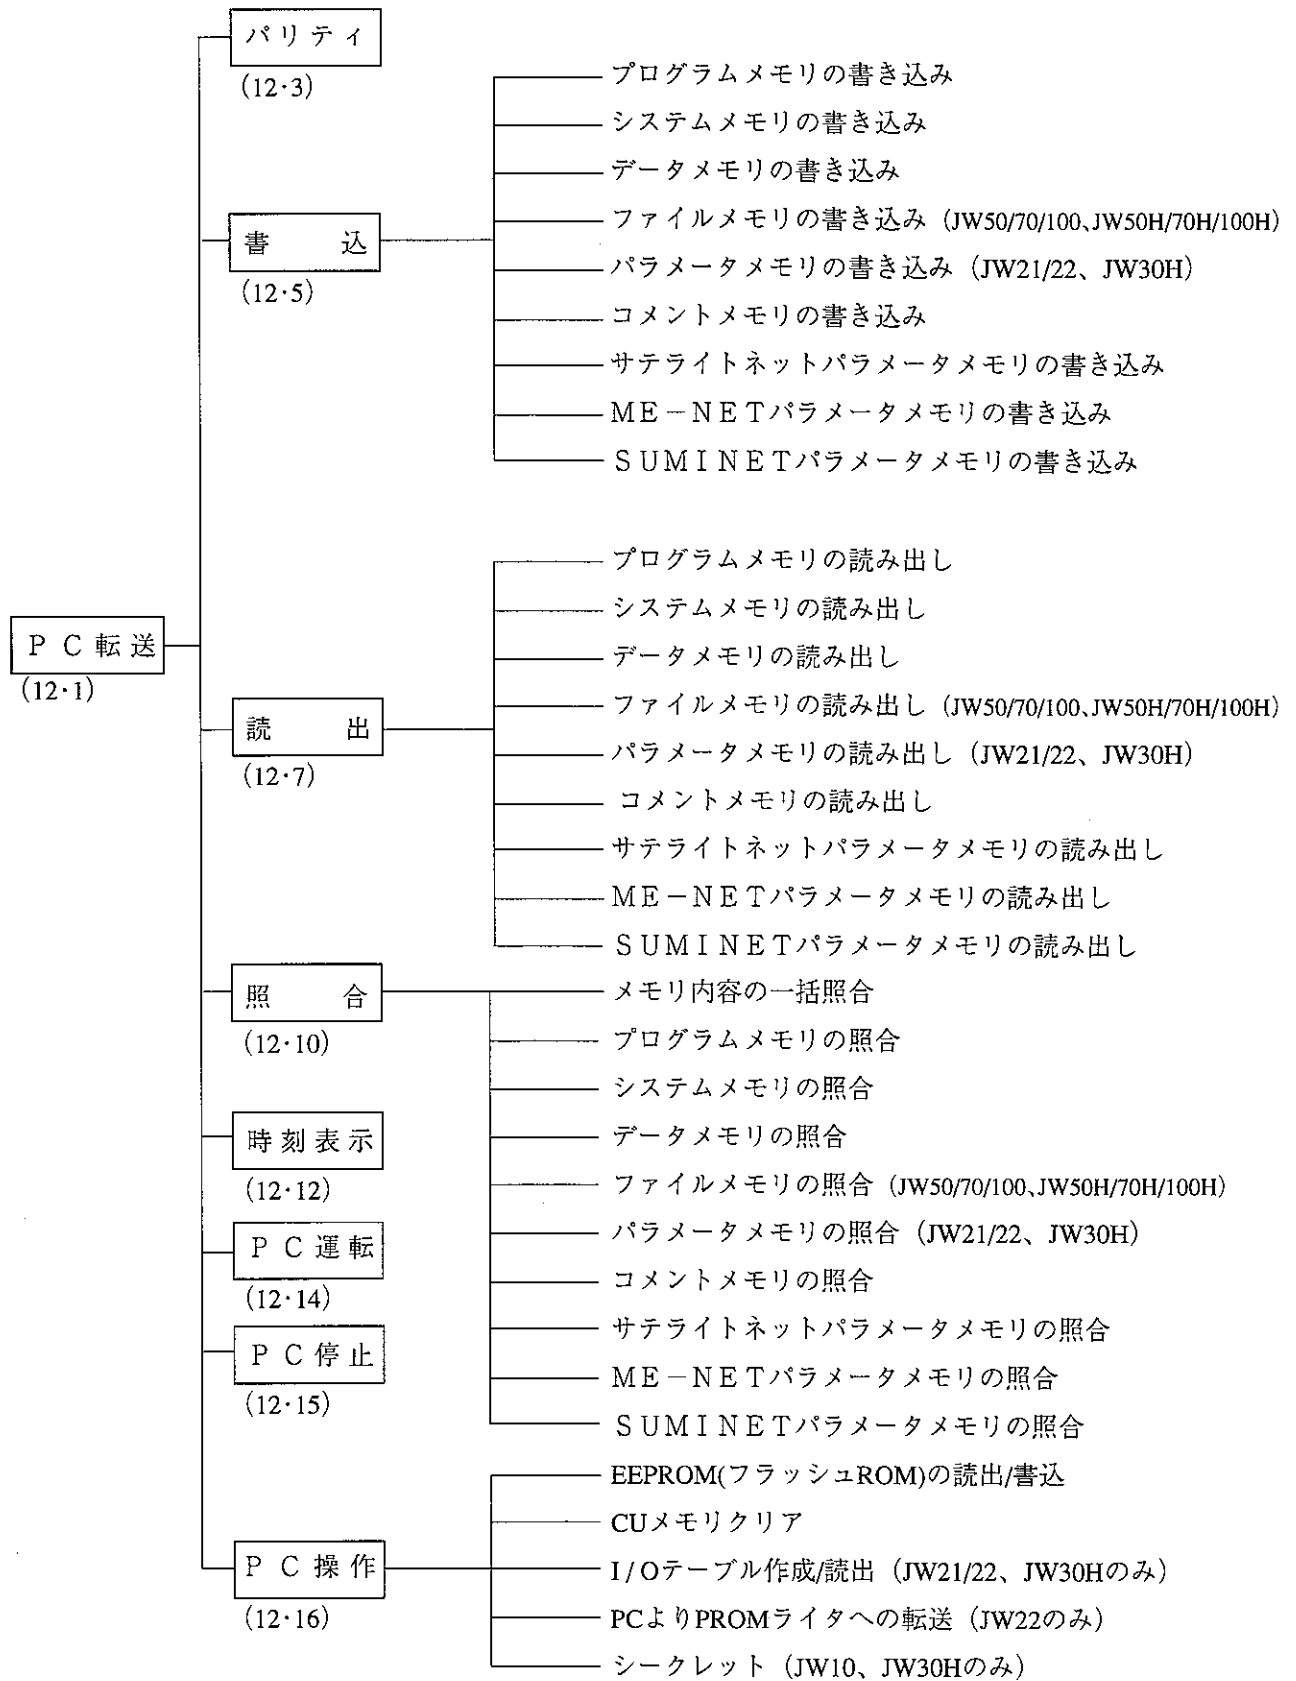 パリティ
(12・3)
プログラムメモリの書き込み
システムメモリの書き込み
データメモリの書き込み
ファイルメモリの書き込み（JW50/70/100、JW50H/70H/100H）
書　込
(12・5)
パラメータメモリの書き込み（JW21/22、JW30H）
コメントメモリの書き込み
サテライトネットパラメータメモリの書き込み
ＭＥ－ＮＥＴパラメータメモリの書き込み
ＳＵＭＩＮＥＴパラメータメモリの書き込み
ＰＣ転送
(12・1)
プログラムメモリの読み出し
システムメモリの読み出し
データメモリの読み出し
ファイルメモリの読み出し（JW50/70/100、JW50H/70H/100H）
読　出
(12・7)
パラメータメモリの読み出し（JW21/22、JW30H）
コメントメモリの読み出し
サテライトネットパラメータメモリの読み出し
ＭＥ－ＮＥＴパラメータメモリの読み出し
ＳＵＭＩＮＥＴパラメータメモリの読み出し
照　合
(12・10)
メモリ内容の一括照合
プログラムメモリの照合
システムメモリの照合
データメモリの照合
ファイルメモリの照合（JW50/70/100、JW50H/70H/100H）
パラメータメモリの照合（JW21/22、JW30H）
コメントメモリの照合
サテライトネットパラメータメモリの照合
ＭＥ－ＮＥＴパラメータメモリの照合
ＳＵＭＩＮＥＴパラメータメモリの照合
時刻表示
(12・12)
ＰＣ運転
(12・14)
ＰＣ停止
(12・15)
ＰＣ操作
(12・16)
EEPROM(フラッシュROM)の読出/書込
CUメモリクリア
I/Oテーブル作成/読出（JW21/22、JW30Hのみ）
PCよりPROMライタへの転送（JW22のみ）
シークレット（JW10、JW30Hのみ）